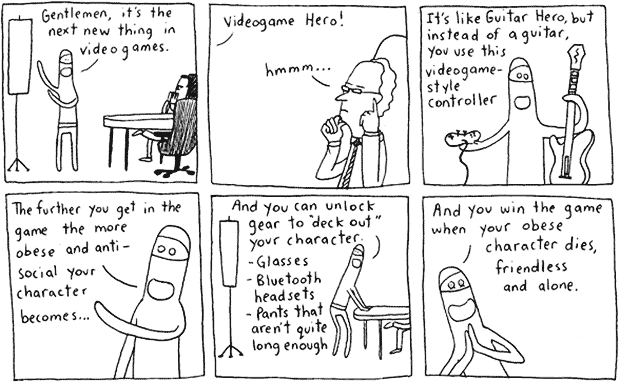 Gentlemen, it's the
next new thing in
videogames.
Videogame Hero!
hmmm...
It's like Guitar Hero, but
instead of a guitar,
you use this
videogame-
style
controller
The further you get in the
game the more
obese and anti-
social your
character
becomes...
And you can unlock
gear to "deck out"
your character.
- Glasses
- Bluetooth
headsets
- Pants that
aren't quite
long enough
And you win the game
when your obese
character dies,
friendless
and alone.